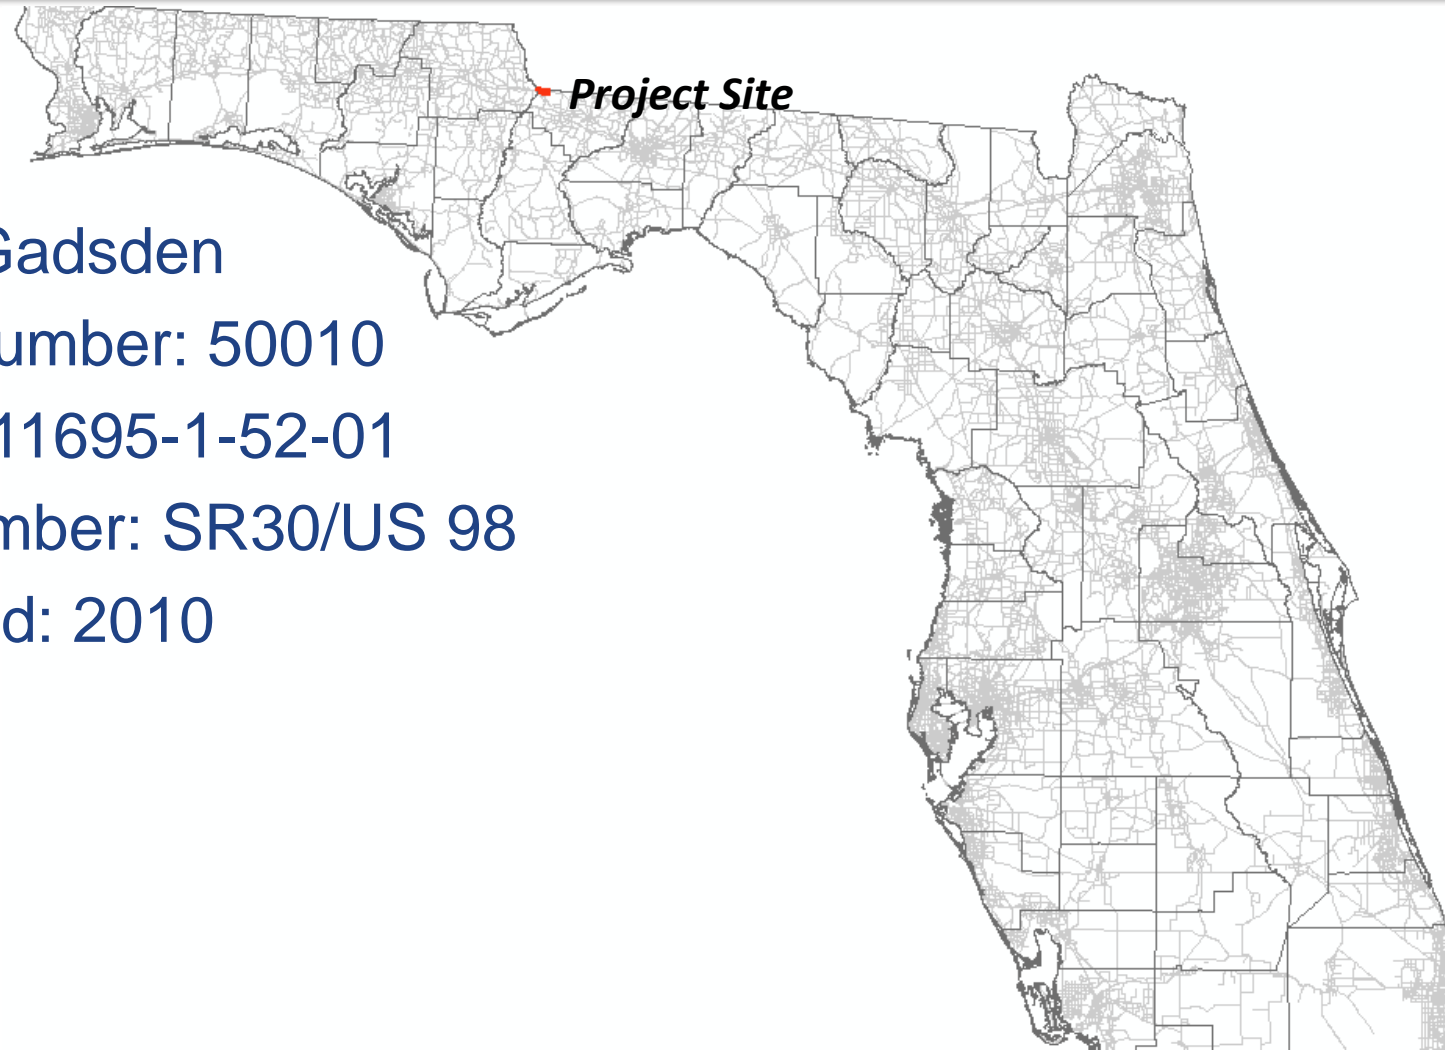 Project Site
Gadsden
umber: 50010
11695-1-52-01
mber: SR30/US 98
d: 2010